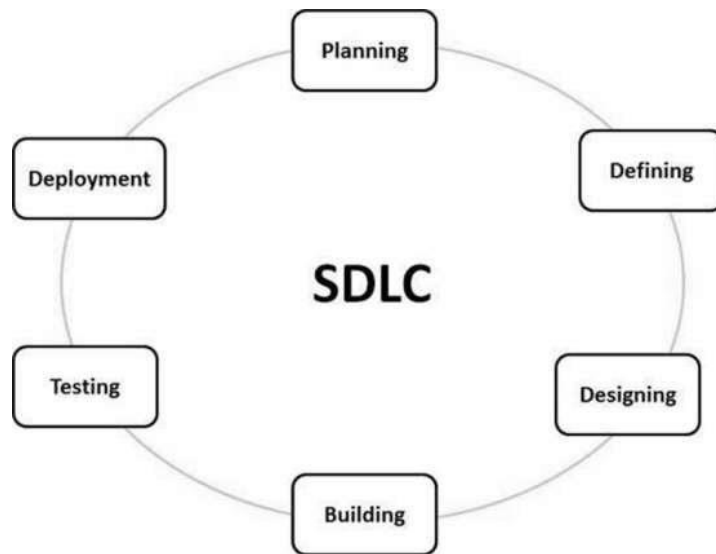 Planning
Deployment
Defining
SDLC
Testing
Designing
Building